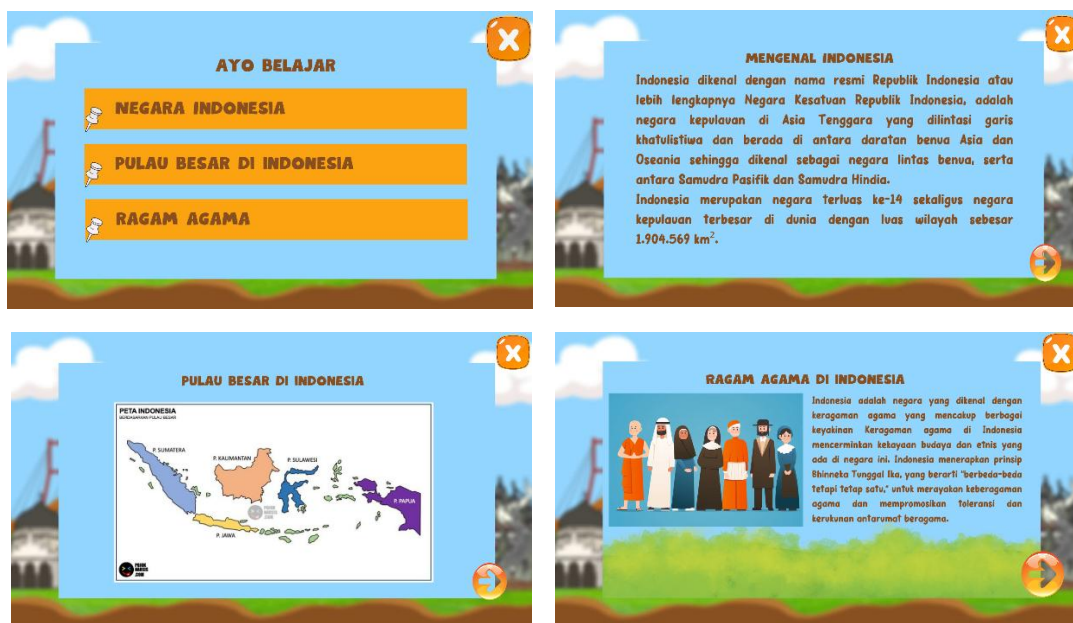 AYO BELAJAR
NEGARA INDONESIA
PULAU BESAR DI INDONESIA
RAGAM AGAMA
MENGENAL INDONESIA
Indonesia dikenal dengan nama resmi Republik Indonesia atau
lebih lengkapnya Negara Kesatuan Republik Indonesia, adalah
negara kepulauan di Asia Tenggara yang dilintasi garis
khatulistiwa dan berada di antara daratan benua Asia dan
Oseania sehingga dikenal sebagai negara lintas benua, serta
antara Samudra Pasifik dan Samudra Hindia.
Indonesia merupakan negara terluas ke-14 sekaligus negara
kepulauan terbesar di dunia dengan luas wilayah sebesar
1.904.569 km².
PULAU BESAR DI INDONESIA
PETA INDONESIA
BERDASARKAN PULAU BESAR
P. SUMATERA
P. KALIMANTAN
P. SULAWESI
P. PAPUA
P. JAWA
RAGAM AGAMA DI INDONESIA
Indonesia adalah negara yang dikenal dengan
keragaman agama yang mencakup berbagai
keyakinan Keragaman agama di Indonesia
mencerminkan kekayaan budaya dan etnis yang
ada di negara ini. Indonesia menerapkan prinsip
Bhinneka Tunggal Ika, yang berarti "berbeda-beda
tetapi tetap satu," untuk merayakan keberagaman
agama dan mempromosikan toleransi dan
kerukunan antarumat beragama.